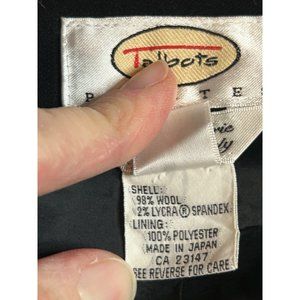 Talbots
SHELL:
98% WOOL
2% LYCRA® SPANDEX
LINING:
100% POLYESTER
MADE IN JAPAN
CA 23147
SEE REVERSE FOR CARE